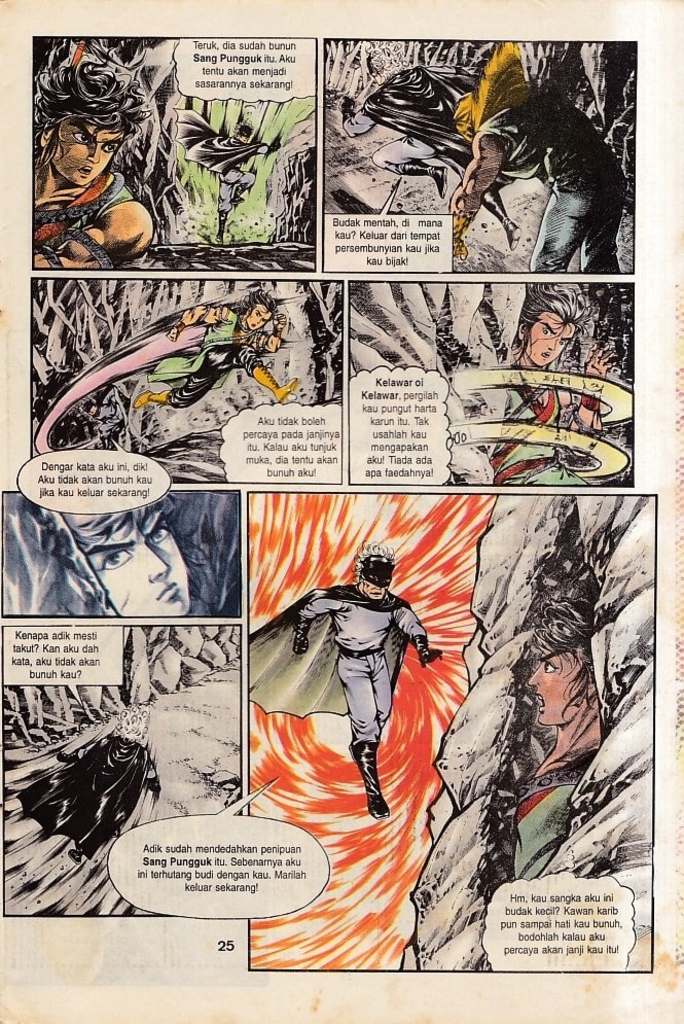 Teruk, dia sudah bunun
Sang Pungguk itu. Aku
tentu akan menjadi
sasarannya sekarang!
Budak mentah, di mana
kau? Keluar dari tempat
persembunyian kau jika
kau bijak!
Aku tidak boleh
percaya pada janjinya
itu. Kalau aku tunjuk
muka, dia tentu akan
bunuh aku!
Kelawar oi
Kelawar, pergilah
kau pungut harta
karun itu. Tak
usahlah kau
mengapakan
aku! Tiada ada
apa faedahnya!
Dengar kata aku ini, dik!
Aku tidak akan bunuh kau
jika kau keluar sekarang!
Kenapa adik mesti
takut? Kan aku dah
kata, aku tidak akan
bunuh kau?
Adik sudah mendedahkan penipuan
Sang Pungguk itu. Sebenarnya aku
ini terhutang budi dengan kau. Marilah
keluar sekarang!
Hm, kau sangka aku ini
budak kecil? Kawan karib
pun sampai hati kau bunuh,
bodohlah kalau aku
percaya akan janji kau itu!
25